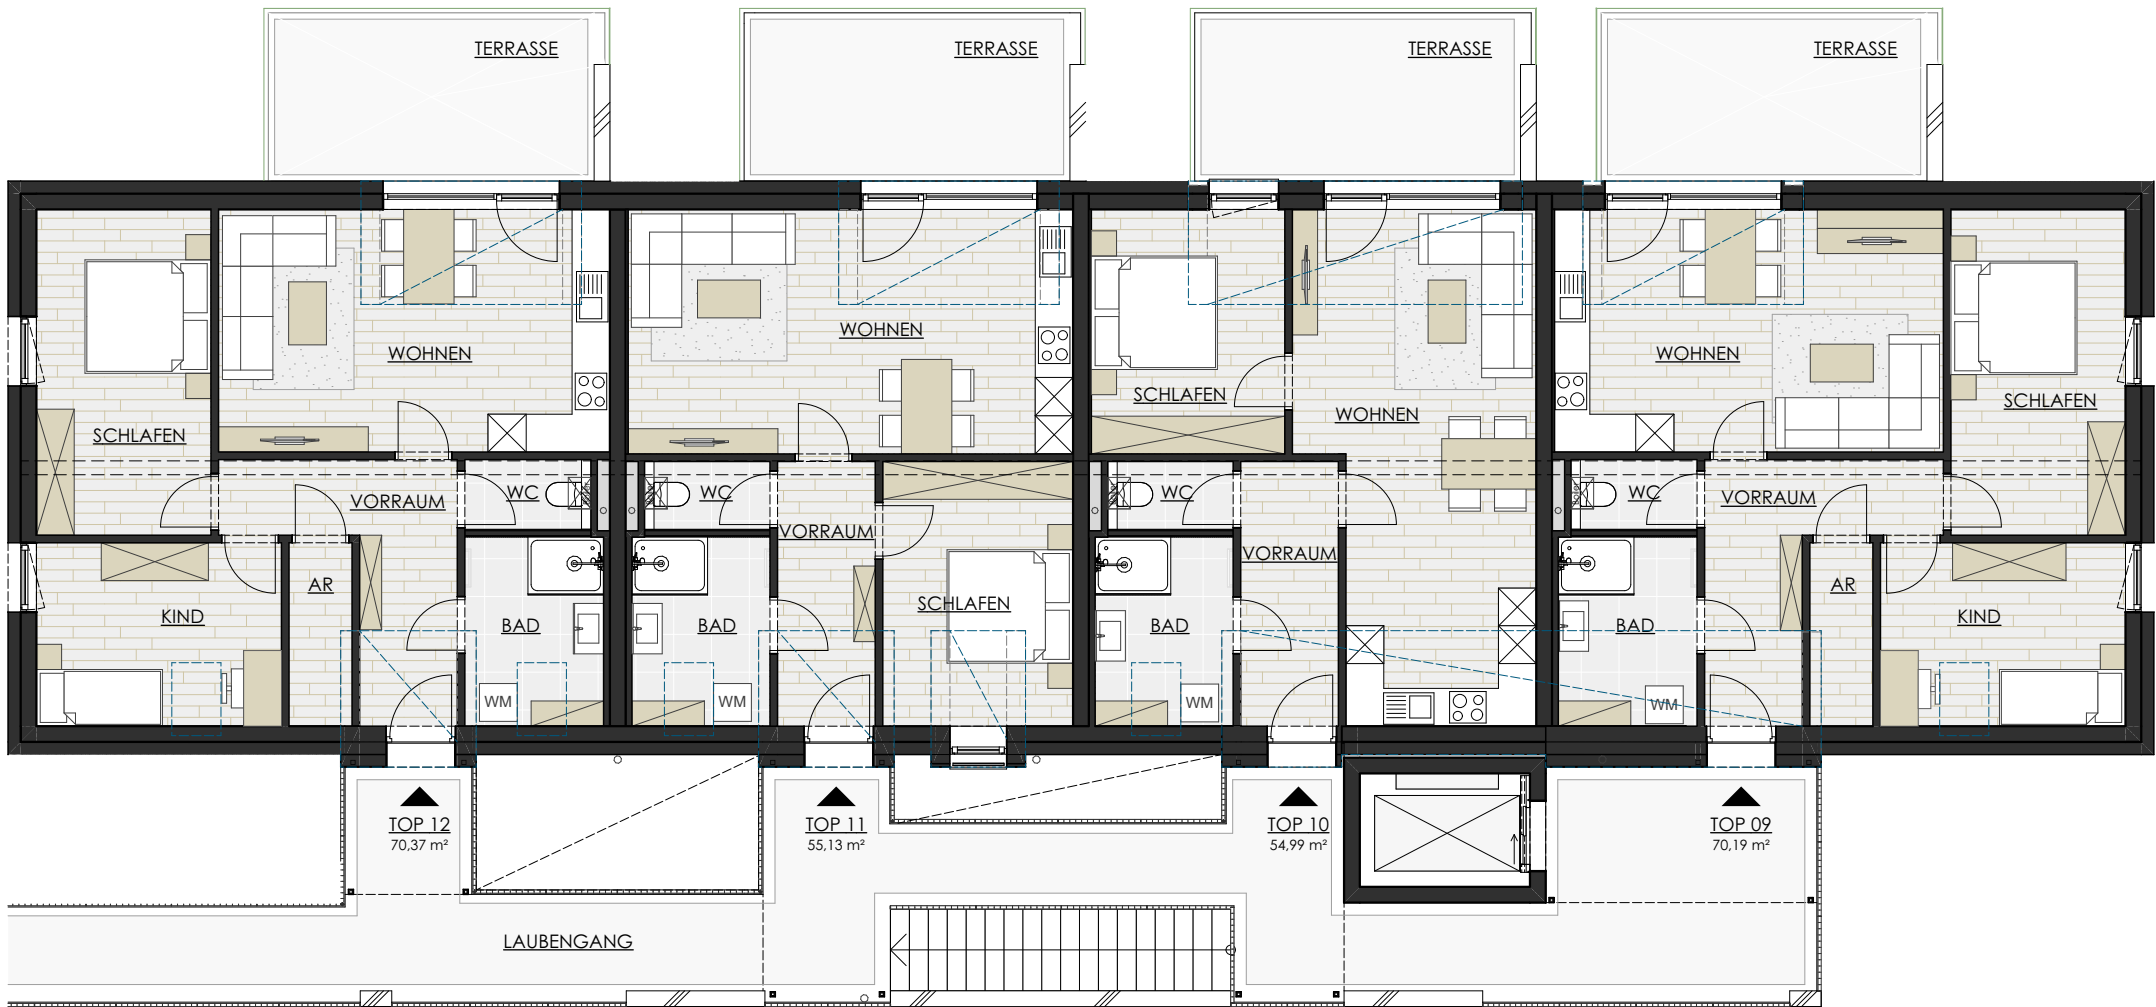 TERRASSE
TERRASSE
TERRASSE
TERRASSE
WOHNEN
SCHLAFEN
VORRAUM
WC
AR
KIND
BAD
WM
WOHNEN
WC
VORRAUM
BAD
WM
SCHLAFEN
SCHLAFEN
WOHNEN
WC
VORRAUM
BAD
WM
WOHNEN
SCHLAFEN
WC
VORRAUM
AR
BAD
WM
KIND
TOP 12
70,37 m²
TOP 11
55,13 m²
TOP 10
54,99 m²
TOP 09
70,19 m²
LAUBENGANG